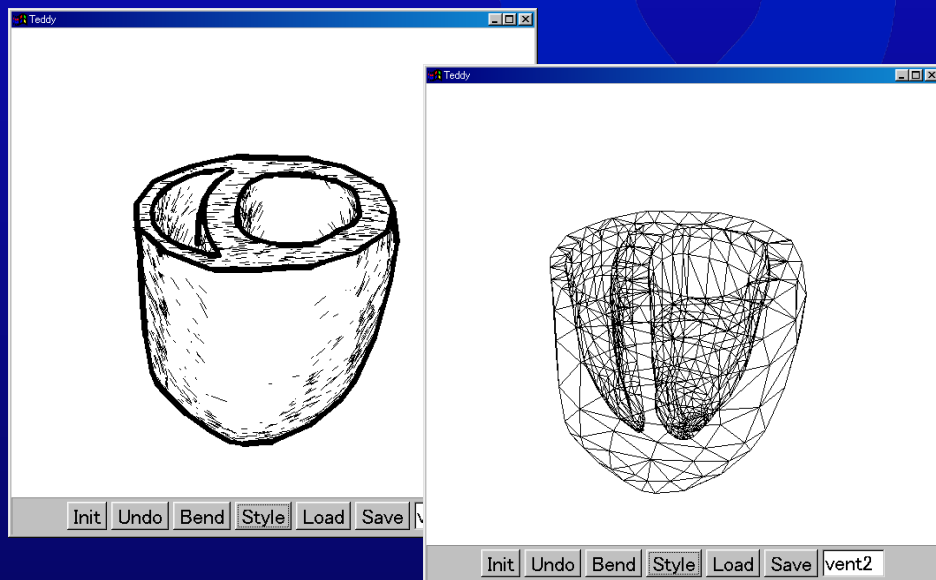 Teddy
Teddy
Init Undo Bend Style Load Save
Init Undo Bend Style Load Save vent2